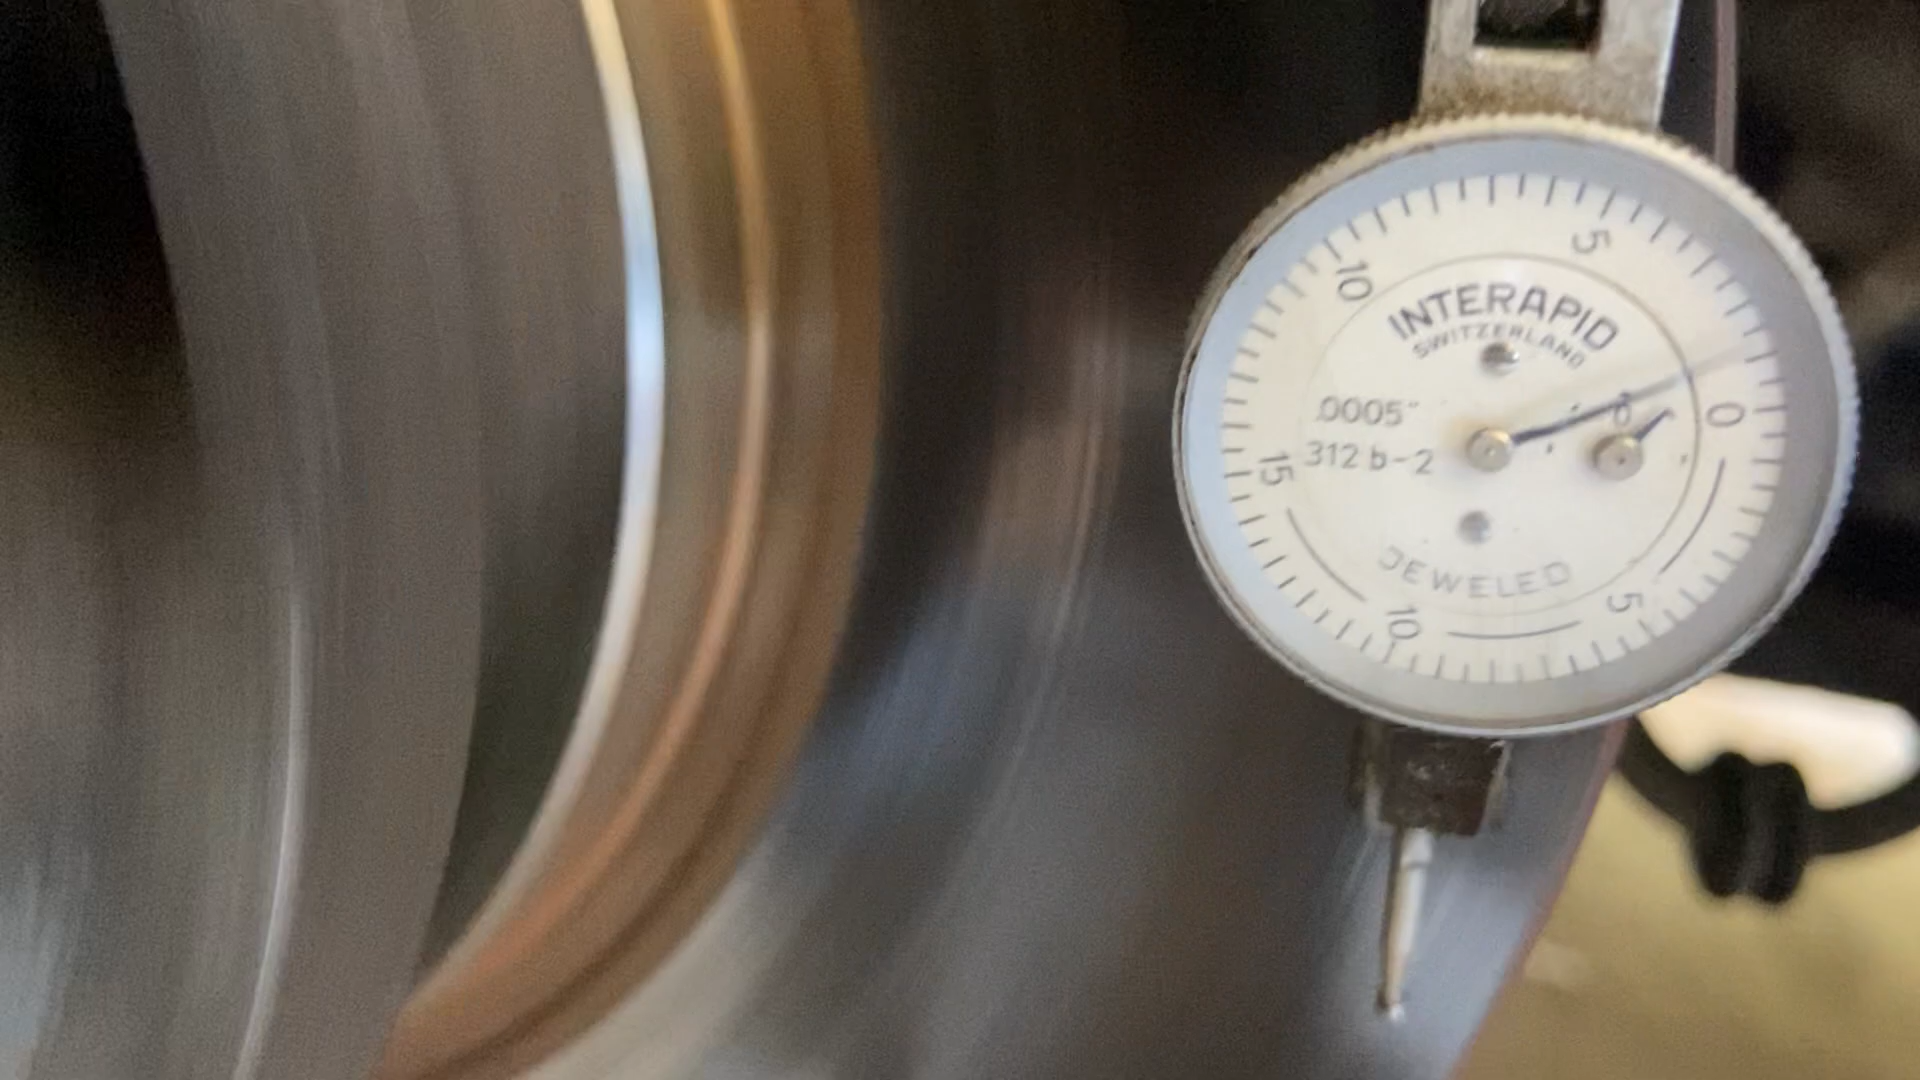 5
10
INTERAPID
SWITZERLAND
.0005"
0
312 b-2
15
JEWELED
5
10